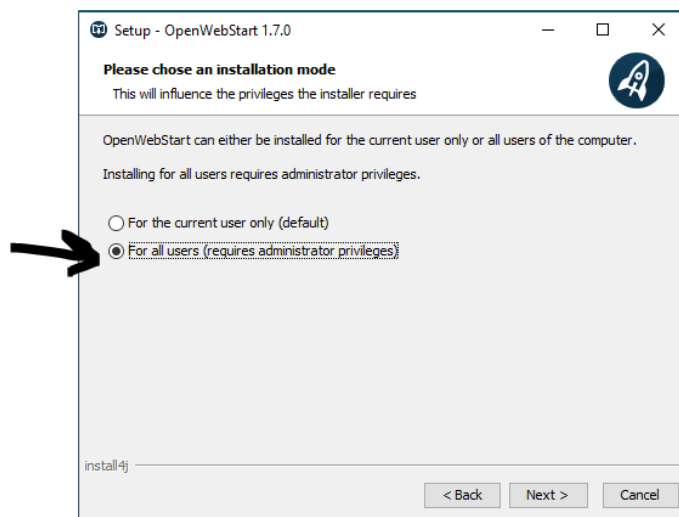 Setup - OpenWebStart 1.7.0
Please chose an installation mode
This will influence the privileges the installer requires
OpenWebStart can either be installed for the current user only or all users of the computer.
Installing for all users requires administrator privileges.
For the current user only (default)
For all users (requires administrator privileges)
install4j
< Back
Next >
Cancel